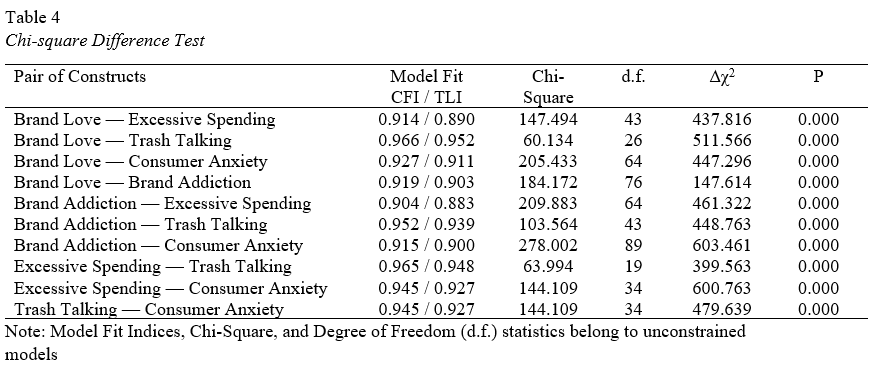 Table 4
Chi-square Difference Test
Pair of Constructs Model Fit Chi- d.f. Δχ² P
CFI / TLI Square
Brand Love — Excessive Spending 0.914 / 0.890 147.494 43 437.816 0.000
Brand Love — Trash Talking 0.966 / 0.952 60.134 26 511.566 0.000
Brand Love — Consumer Anxiety 0.927 / 0.911 205.433 64 447.296 0.000
Brand Love — Brand Addiction 0.919 / 0.903 184.172 76 147.614 0.000
Brand Addiction — Excessive Spending 0.904 / 0.883 209.883 64 461.322 0.000
Brand Addiction — Trash Talking 0.952 / 0.939 103.564 43 448.763 0.000
Brand Addiction — Consumer Anxiety 0.915 / 0.900 278.002 89 603.461 0.000
Excessive Spending — Trash Talking 0.965 / 0.948 63.994 19 399.563 0.000
Excessive Spending — Consumer Anxiety 0.945 / 0.927 144.109 34 600.763 0.000
Trash Talking — Consumer Anxiety 0.945 / 0.927 144.109 34 479.639 0.000
Note: Model Fit Indices, Chi-Square, and Degree of Freedom (d.f.) statistics belong to unconstrained
models